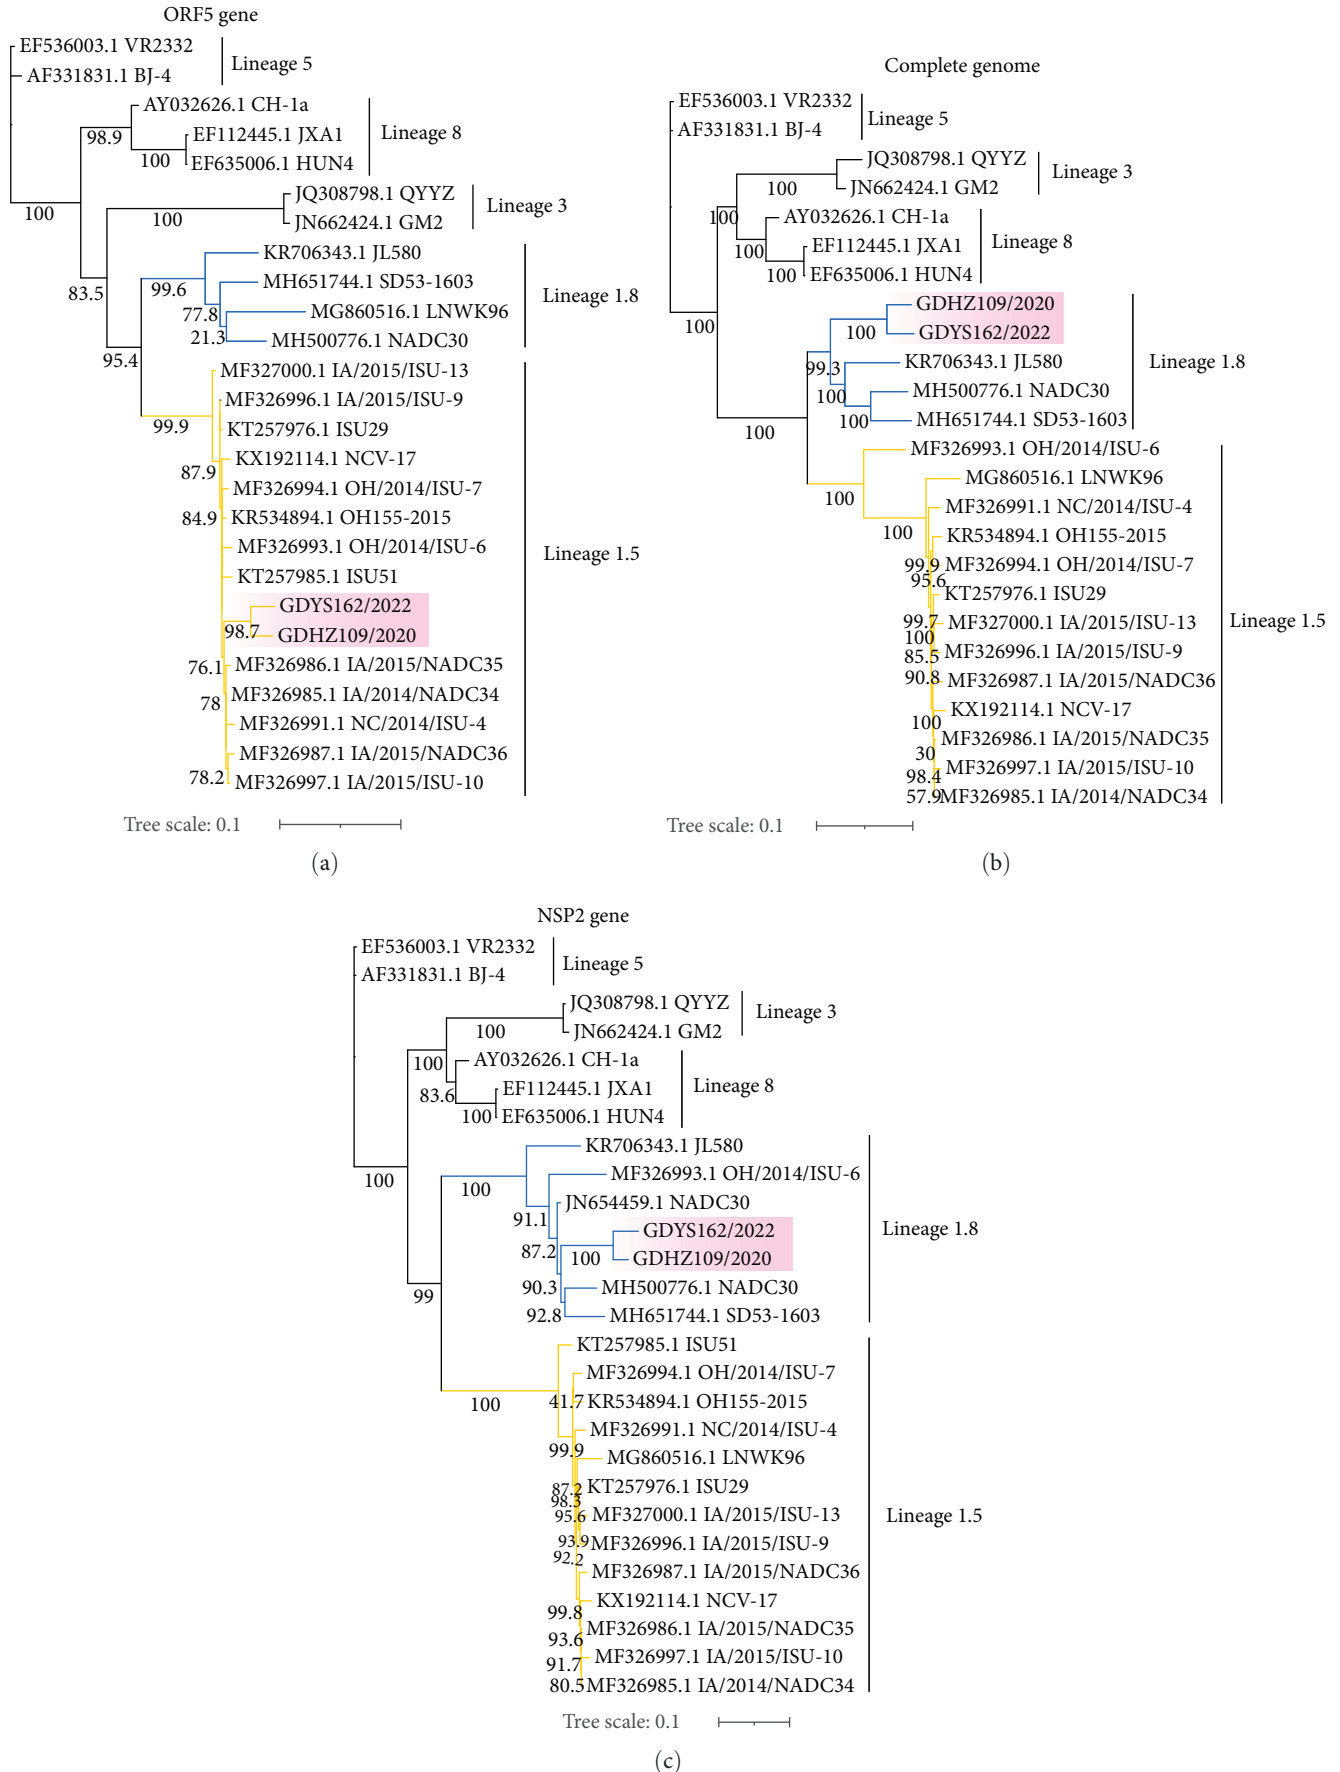 ORF5 gene
EF536003.1 VR2332
AF331831.1 BJ-4
Lineage 5
AY032626.1 CH-1a
98.9
EF112445.1 JXA1
Lineage 8
100
EF635006.1 HUN4
JQ308798.1 QYYZ
100
100
JN662424.1 GM2
Lineage 3
KR706343.1 JL580
83.5
99.6
MH651744.1 SD53-1603
Lineage 1.8
77.8
MG860516.1 LNWK96
21.3
MH500776.1 NADC30
95.4
MF327000.1 IA/2015/ISU-13
MF326996.1 IA/2015/ISU-9
99.9
KT257976.1 ISU29
KX192114.1 NCV-17
87.9
MF326994.1 OH/2014/ISU-7
84.9
KR534894.1 OH155-2015
MF326993.1 OH/2014/ISU-6
Lineage 1.5
KT257985.1 ISU51
GDYS162/2022
98.7
GDHZ109/2020
76.1
MF326986.1 IA/2015/NADC35
78
MF326985.1 IA/2014/NADC34
MF326991.1 NC/2014/ISU-4
MF326987.1 IA/2015/NADC36
78.2
MF326997.1 IA/2015/ISU-10
Tree scale: 0.1
(a)
Complete genome
EF536003.1 VR2332
AF331831.1 BJ-4
Lineage 5
JQ308798.1 QYYZ
100
JN662424.1 GM2
Lineage 3
100
AY032626.1 CH-1a
100
EF112445.1 JXA1
Lineage 8
100
EF635006.1 HUN4
100
GDHZ109/2020
100
GDYS162/2022
99.3
KR706343.1 JL580
Lineage 1.8
100
MH500776.1 NADC30
100
100
MH651744.1 SD53-1603
MF326993.1 OH/2014/ISU-6
100
MG860516.1 LNWK96
MF326991.1 NC/2014/ISU-4
100
KR534894.1 OH155-2015
99.9
MF326994.1 OH/2014/ISU-7
95.6
KT257976.1 ISU29
99.7
MF327000.1 IA/2015/ISU-13
Lineage 1.5
100
85.5
MF326996.1 IA/2015/ISU-9
90.8
MF326987.1 IA/2015/NADC36
KX192114.1 NCV-17
100
MF326986.1 IA/2015/NADC35
30
MF326997.1 IA/2015/ISU-10
98.4
57.9
MF326985.1 IA/2014/NADC34
Tree scale: 0.1
(b)
NSP2 gene
EF536003.1 VR2332
AF331831.1 BJ-4
Lineage 5
JQ308798.1 QYYZ
100
JN662424.1 GM2
Lineage 3
100
AY032626.1 CH-1a
83.6
EF112445.1 JXA1
Lineage 8
100
EF635006.1 HUN4
KR706343.1 JL580
100
100
MF326993.1 OH/2014/ISU-6
JN654459.1 NADC30
91.1
GDYS162/2022
Lineage 1.8
87.2
100
GDHZ109/2020
99
90.3
MH500776.1 NADC30
92.8
MH651744.1 SD53-1603
KT257985.1 ISU51
MF326994.1 OH/2014/ISU-7
100
41.7
KR534894.1 OH155-2015
MF326991.1 NC/2014/ISU-4
99.9
MG860516.1 LNWK96
87.2
KT257976.1 ISU29
98.3
95.6
MF327000.1 IA/2015/ISU-13
Lineage 1.5
93.9
MF326996.1 IA/2015/ISU-9
92.2
MF326987.1 IA/2015/NADC36
KX192114.1 NCV-17
99.8
MF326986.1 IA/2015/NADC35
93.6
MF326997.1 IA/2015/ISU-10
91.7
80.5
MF326985.1 IA/2014/NADC34
Tree scale: 0.1
(c)